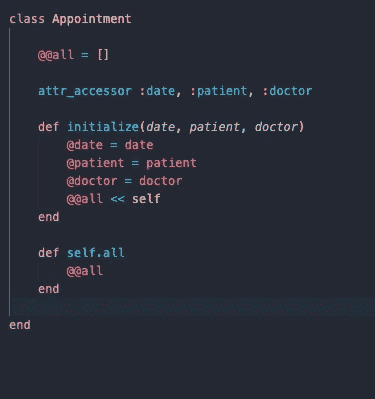 class Appointment
@@all = []
attr_accessor :date, :patient, :doctor
def initialize(date, patient, doctor)
@date = date
@patient = patient
@doctor = doctor
@@all << self
end
def self.all
@@all
end
end